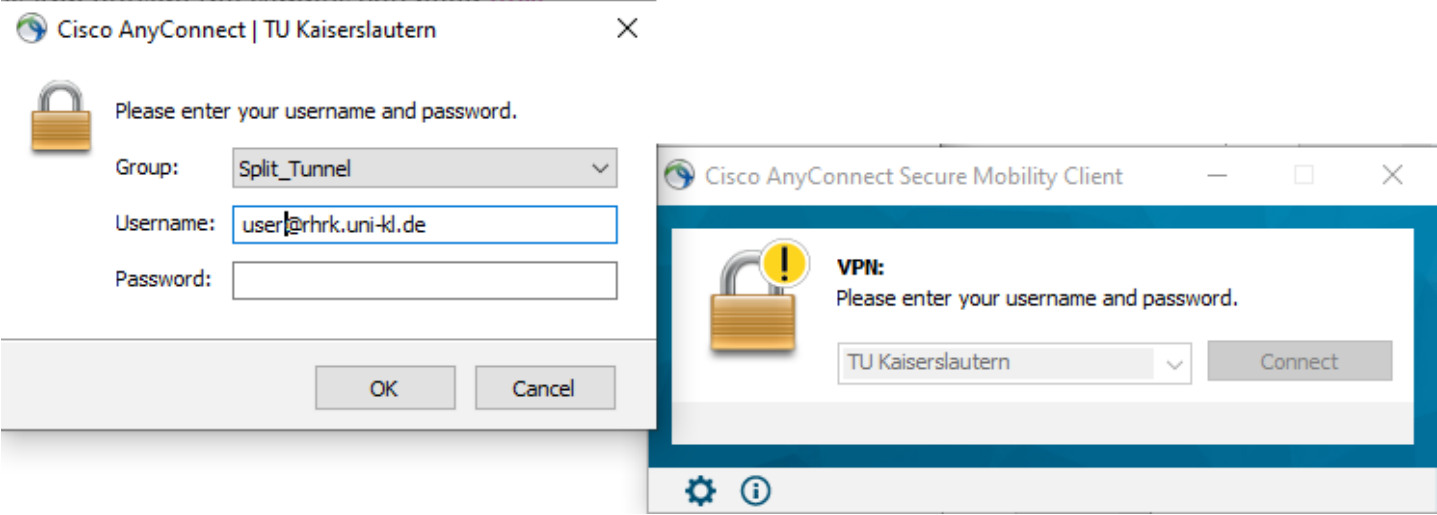 Cisco AnyConnect | TU Kaiserslautern
Please enter your username and password.
Group: Split_Tunnel
Username: user@rhrk.uni-kl.de
Password:
OK Cancel
Cisco AnyConnect Secure Mobility Client
VPN:
Please enter your username and password.
TU Kaiserslautern Connect